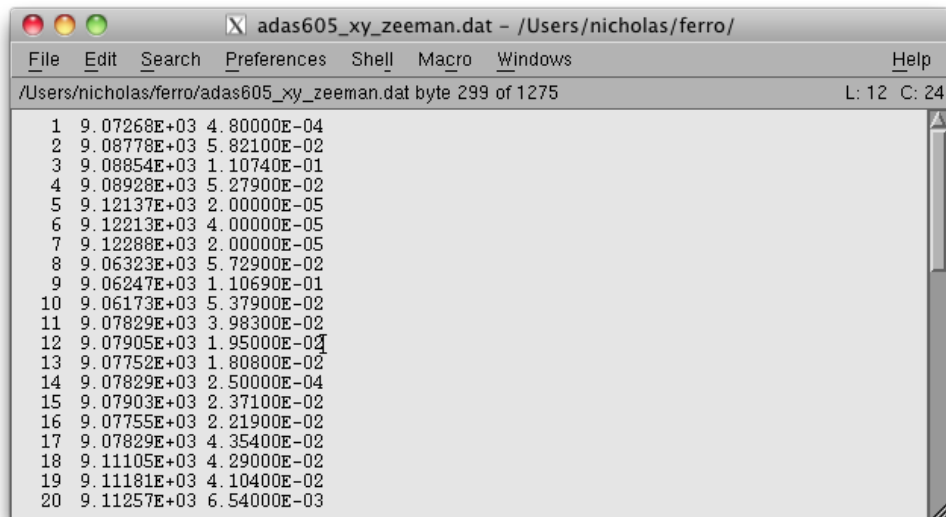 X adas605_xy_zeeman.dat – /Users/nicholas/ferro/
File Edit Search Preferences Shell Macro Windows Help
/Users/nicholas/ferro/adas605_xy_zeeman.dat byte 299 of 1275 L: 12 C: 24
1 9.07268E+03 4.80000E-04
2 9.08778E+03 5.82100E-02
3 9.08854E+03 1.10740E-01
4 9.08928E+03 5.27900E-02
5 9.12137E+03 2.00000E-05
6 9.12213E+03 4.00000E-05
7 9.12288E+03 2.00000E-05
8 9.06323E+03 5.72900E-02
9 9.06247E+03 1.10690E-01
10 9.06173E+03 5.37900E-02
11 9.07829E+03 3.98300E-02
12 9.07905E+03 1.95000E-02
13 9.07752E+03 1.80800E-02
14 9.07829E+03 2.50000E-04
15 9.07903E+03 2.37100E-02
16 9.07755E+03 2.21900E-02
17 9.07829E+03 4.35400E-02
18 9.11105E+03 4.29000E-02
19 9.11181E+03 4.10400E-02
20 9.11257E+03 6.54000E-03